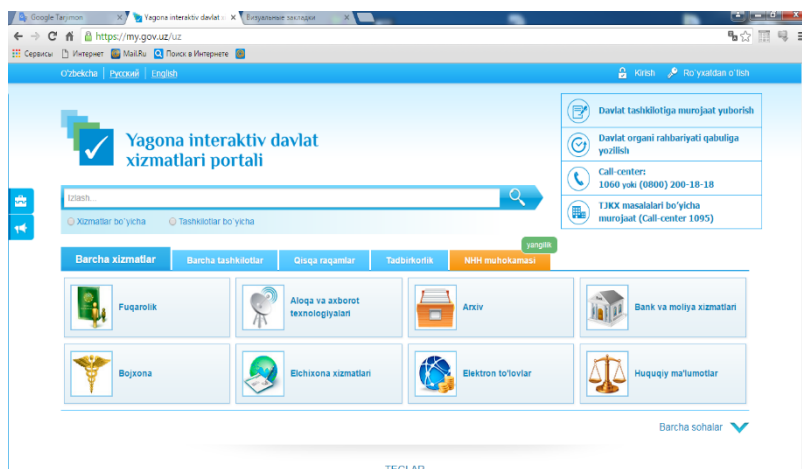 Google Tarjimon
Yagona interaktiv davlat
Визуальные закладки
https://my.gov.uz/uz
Сервисы
Интернет
Mail.Ru
Поиск в Интернете
O'zbekcha | Русский | English
Kirish
Ro'yxatdan o'tish
Yagona interaktiv davlat
xizmatlari portali
Davlat tashkilotiga murojaat yuborish
Davlat organi rahbariyati qabuliga
yozilish
Call-center:
1060 yoki (0800) 200-18-18
TJKX masalalari bo'yicha
murojaat (Call-center 1095)
Izlash...
Xizmatlar bo'yicha
Tashkilotlar bo'yicha
yangilik
Barcha xizmatlar
Barcha tashkilotlar
Qisqa raqamlar
Tadbirkorlik
NHH muhokamasi
Fuqarolik
Aloqa va axborot
texnologiyalari
Arxiv
Bank va moliya xizmatlari
Bojxona
Elchixona xizmatlari
Elektron to'lovlar
Huquqiy ma'lumotlar
Barcha sohalar
TEGLAR